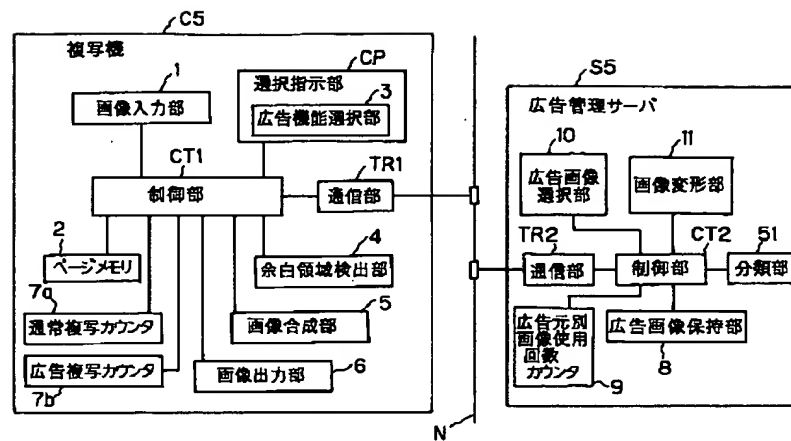 C5
複写機
1
画像入力部
CP
選択指示部
3
広告機能選択部
CT1
制御部
TR1
通信部
2
ページメモリ
4
余白領域検出部
7a
通常複写カウンタ
5
画像合成部
広告複写カウンタ
7b
画像出力部
6
N
S5
広告管理サーバ
10
広告画像
選択部
11
画像変形部
TR2
通信部
CT2
制御部
51
分類部
広告元別
画像使用
回数
カウンタ
9
広告画像保持部
8